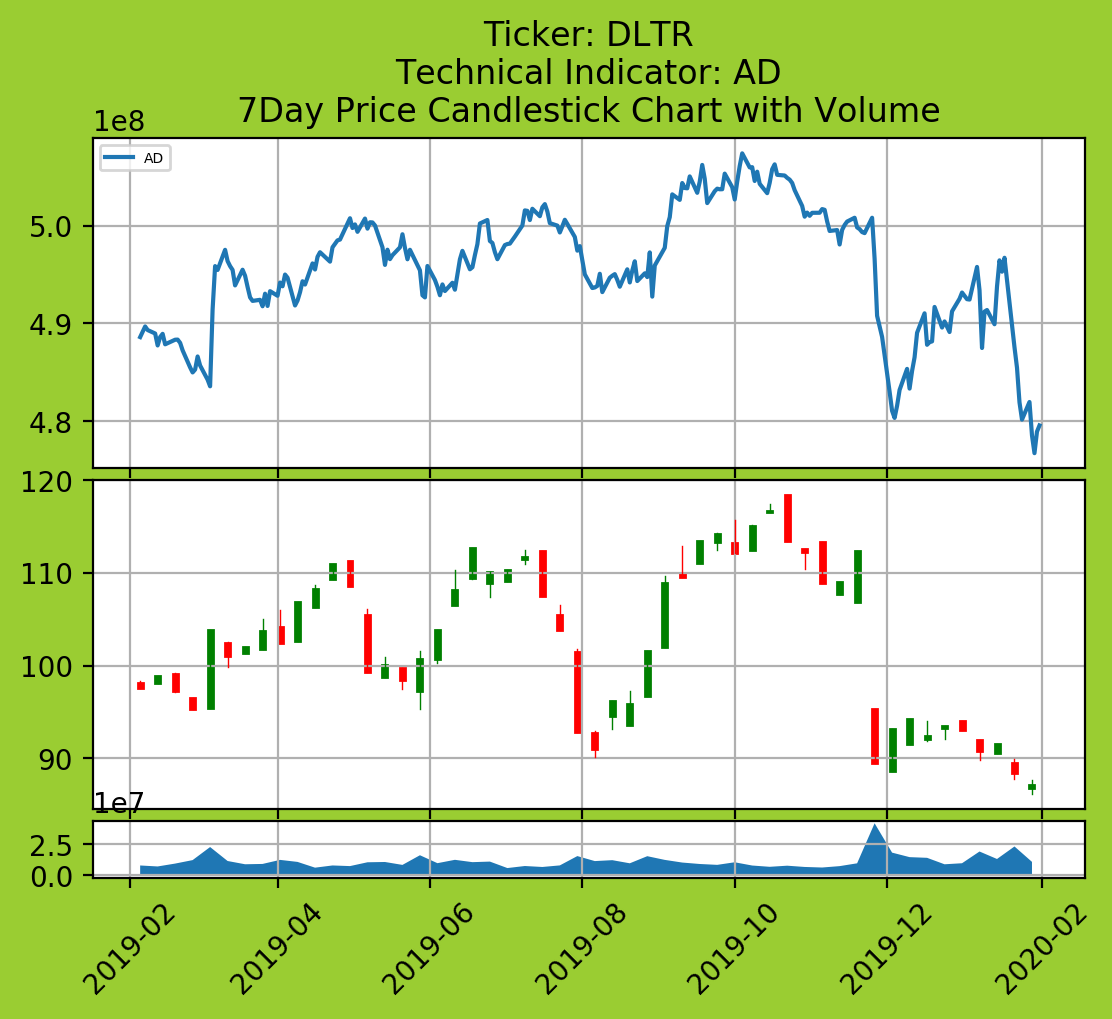 Ticker: DLTR
Technical Indicator: AD
7Day Price Candlestick Chart with Volume
1e8
AD
5.0
4.9
4.8
120
110
100
90
1e7
2.5
0.0
2019-02 2019-04 2019-06 2019-08 2019-10 2019-12 2020-02